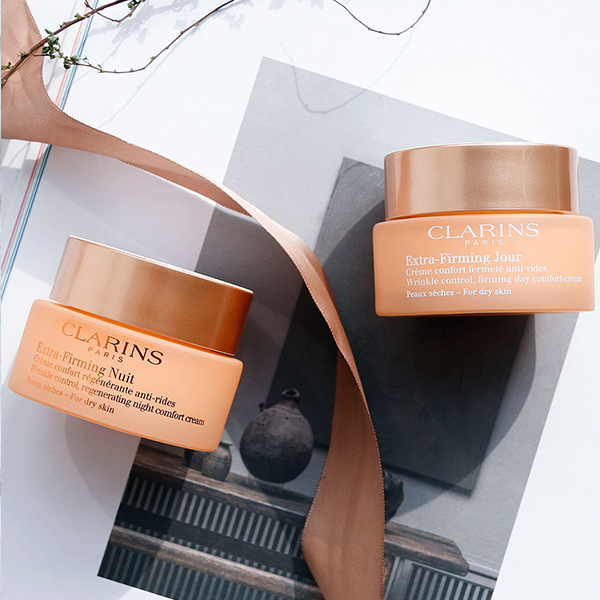 CLARINS
PARIS
Extra-Firming Jour
Crème confort fermeté anti-rides
Wrinkle control, firming day comfort cream
Peaux sèches – For dry skin
CLARINS
PARIS
Extra-Firming Nuit
Crème confort régénérante anti-rides
Wrinkle control, regenerating night comfort cream
Peaux sèches – For dry skin